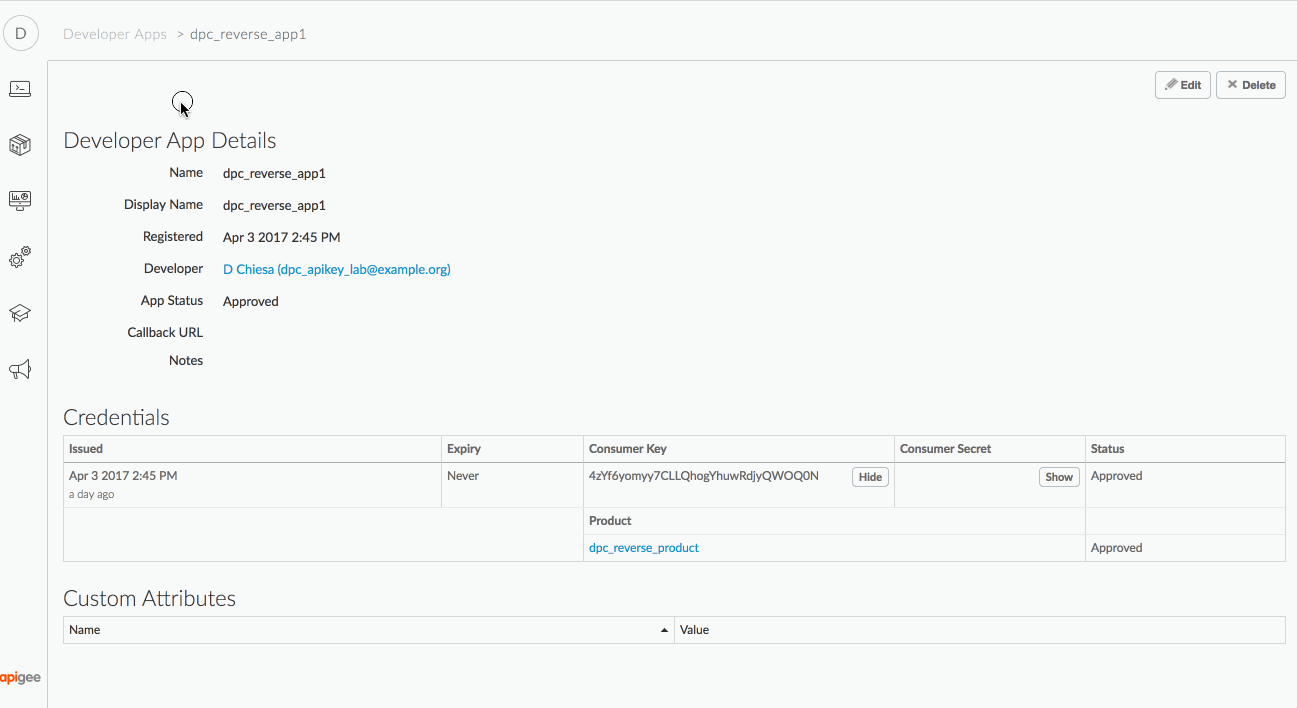 D
Developer Apps > dpc_reverse_app1
Edit
Delete
Developer App Details
Name dpc_reverse_app1
Display Name dpc_reverse_app1
Registered Apr 3 2017 2:45 PM
Developer D Chiesa (dpc_apikey_lab@example.org)
App Status Approved
Callback URL
Notes
Credentials
Issued Expiry Consumer Key Consumer Secret Status
Apr 3 2017 2:45 PM Never 4zYf6yomyy7CLLQhogYhuwRdjyQWOQ0N Hide Show Approved
a day ago
Product
dpc_reverse_product Approved
Custom Attributes
Name Value
apigee